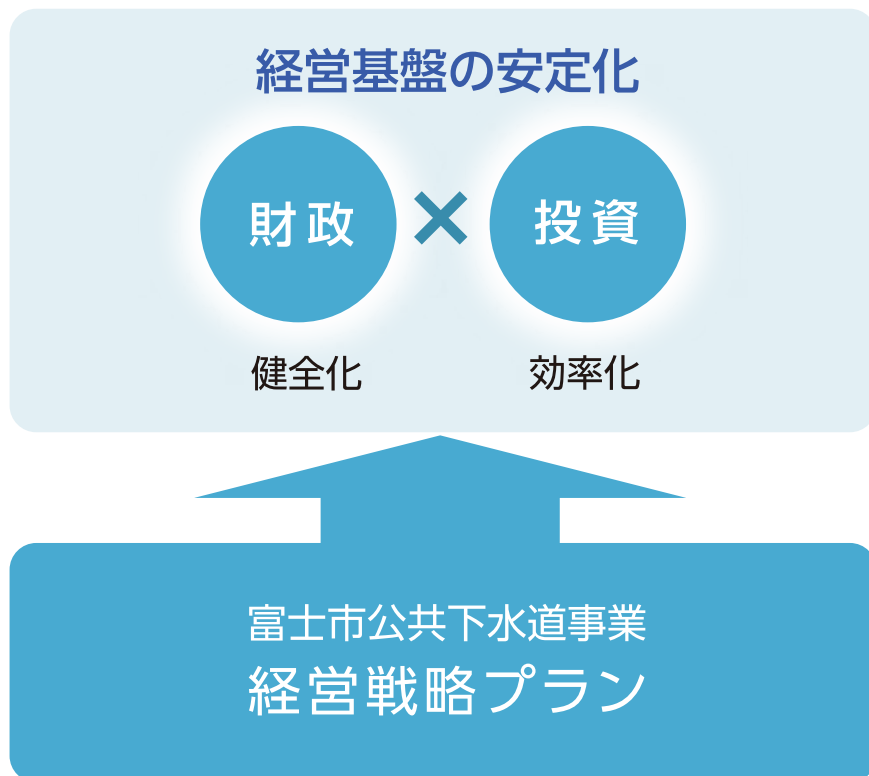 経営基盤の安定化
財政 × 投資
健全化 効率化
富士市公共下水道事業
経営戦略プラン